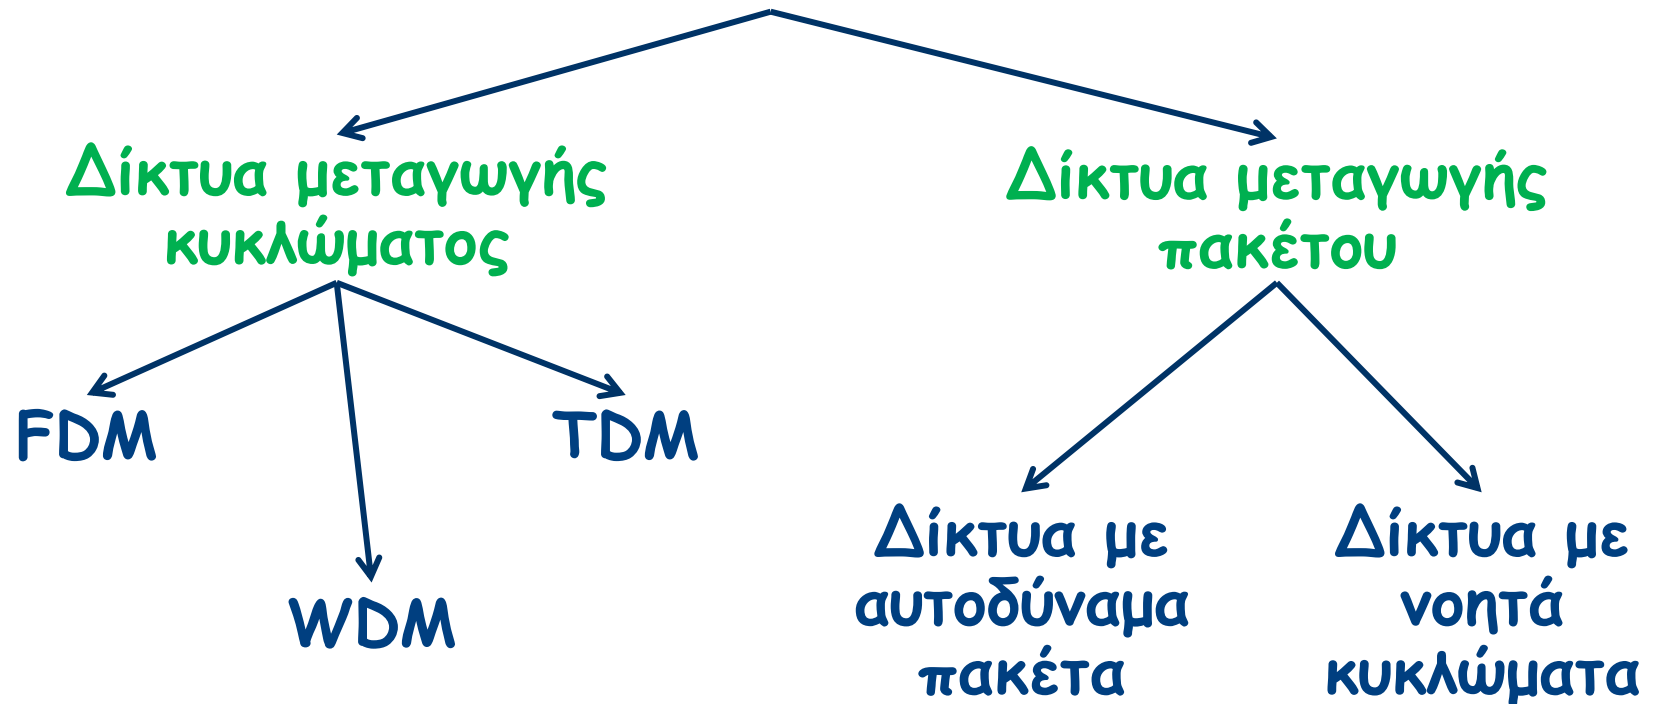 Δίκτυα μεταγωγής
κυκλώματος
Δίκτυα μεταγωγής
πακέτου
FDM
TDM
WDM
Δίκτυα με
αυτοδύναμα
πακέτα
Δίκτυα με
νοητά
κυκλώματα